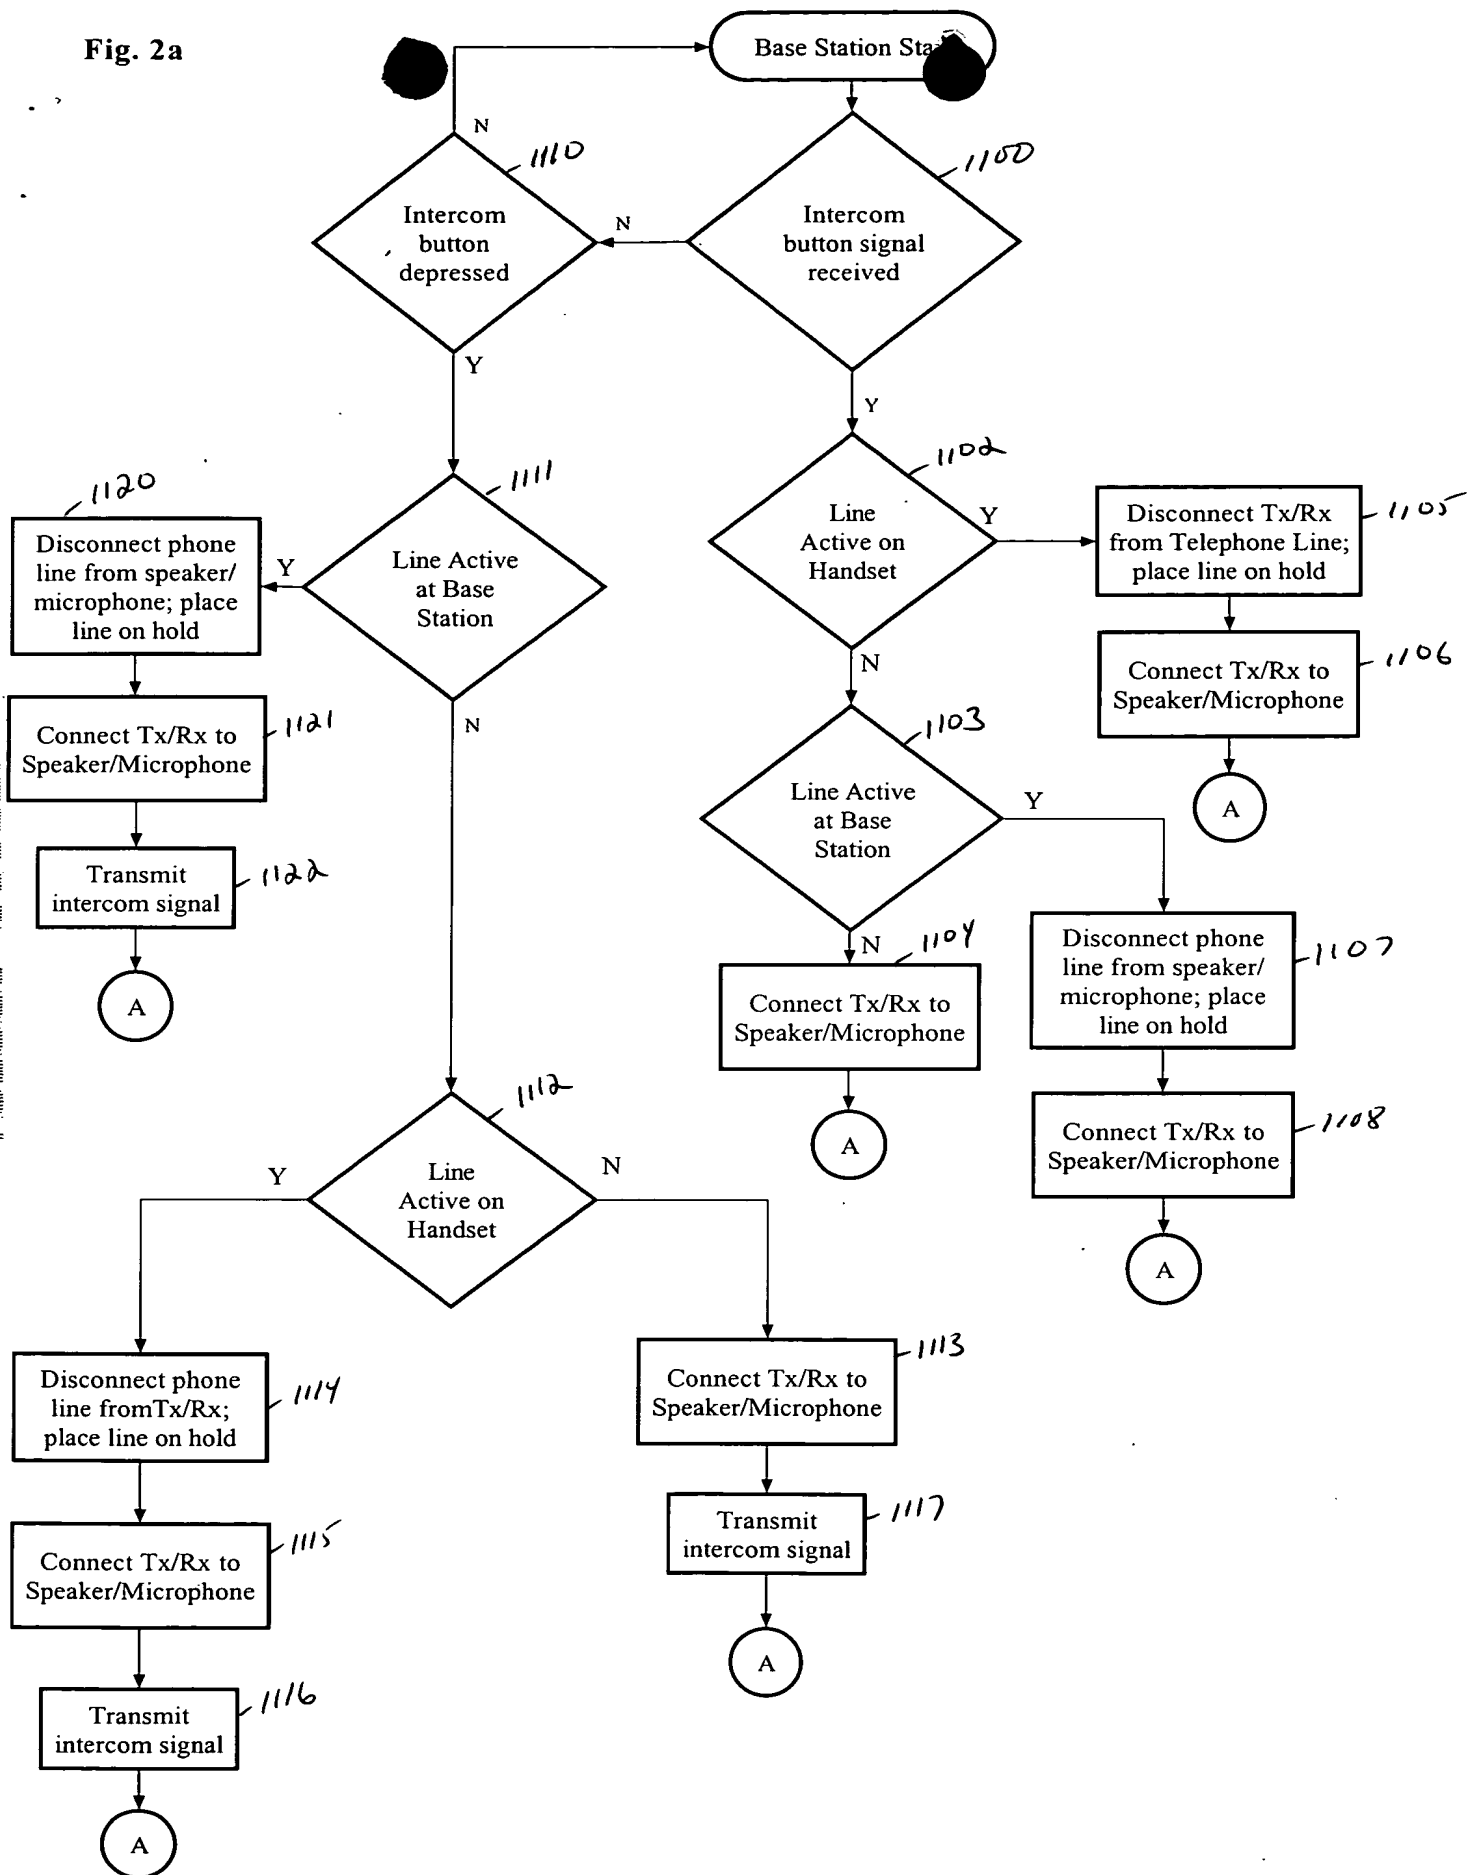 Fig. 2a
Base Station
N
1110
1100
Intercom
button
depressed
N
Intercom
button signal
received
Y
Y
1102
1111
1120
Line
Active on
Handset
Y
Disconnect Tx/Rx
from Telephone Line;
place line on hold
1105
Disconnect phone
line from speaker/
microphone; place
line on hold
Y
Line Active
at Base
Station
N
Connect Tx/Rx to
Speaker/Microphone
1106
Connect Tx/Rx to
Speaker/Microphone
1121
N
1103
Line Active
at Base
Station
Y
A
Transmit
intercom signal
1122
N
1104
Disconnect phone
line from speaker/
microphone; place
line on hold
1107
A
Connect Tx/Rx to
Speaker/Microphone
1112
A
Connect Tx/Rx to
Speaker/Microphone
1108
Y
Line
Active on
Handset
N
A
Disconnect phone
line fromTx/Rx;
place line on hold
1114
Connect Tx/Rx to
Speaker/Microphone
1113
Connect Tx/Rx to
Speaker/Microphone
1115
Transmit
intercom signal
1117
A
Transmit
intercom signal
1116
A